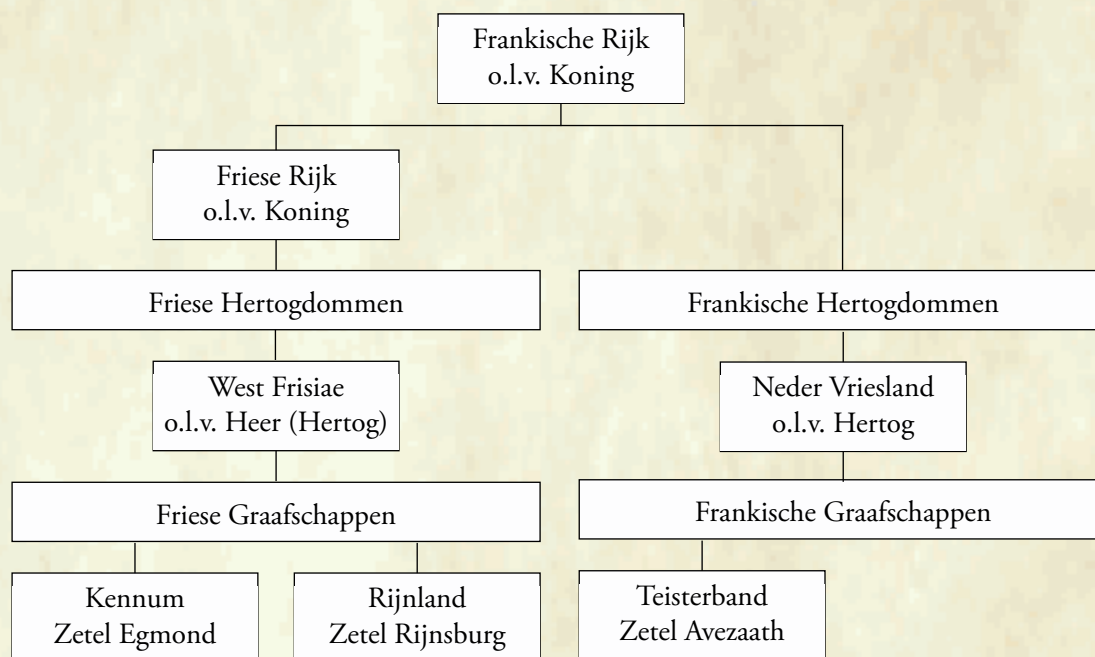 Frankische Rijk
o.l.v. Koning
Friese Rijk
o.l.v. Koning
Friese Hertogdommen
Frankische Hertogdommen
West Frisiae
o.l.v. Heer (Hertog)
Neder Vriesland
o.l.v. Hertog
Friese Graafschappen
Frankische Graafschappen
Kennum
Zetel Egmond
Rijnland
Zetel Rijnsburg
Teisterband
Zetel Avezaath